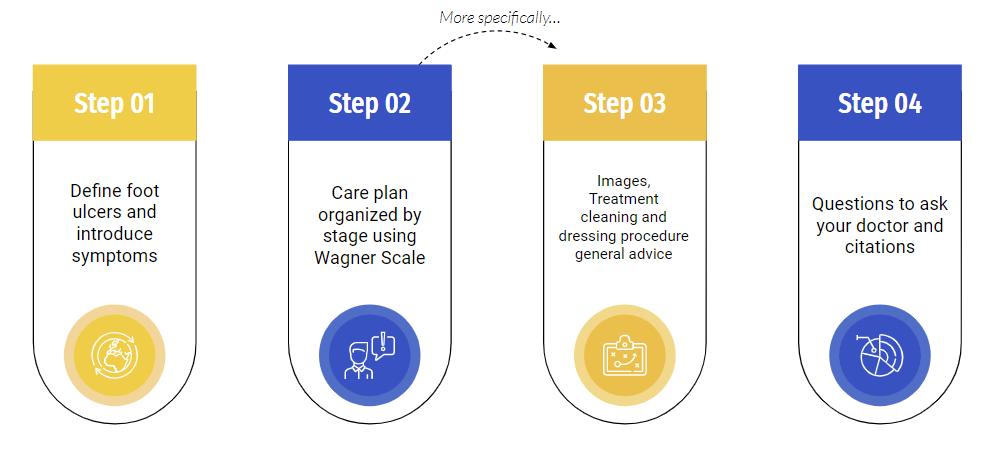 More specifically...
Step 01
Define foot
ulcers and
introduce
symptoms
Step 02
Care plan
organized by
stage using
Wagner Scale
Step 03
Images,
Treatment
cleaning and
dressing procedure
general advice
Step 04
Questions to ask
your doctor and
citations